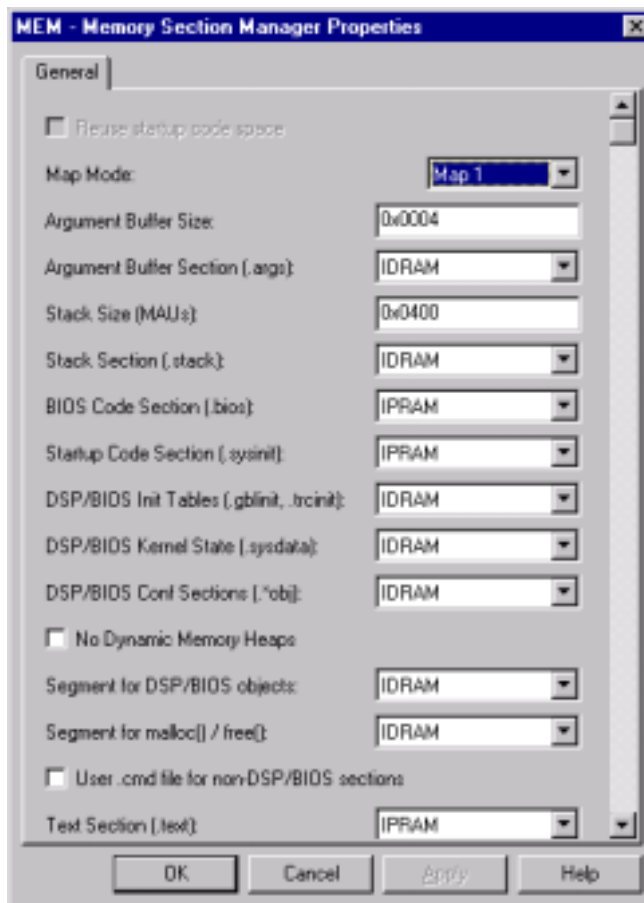 MEM - Memory Section Manager Properties
General
Reuse startup code space
Map Mode: Map 1
Argument Buffer Size: 0x0004
Argument Buffer Section (.args): IDRAM
Stack Size (MAUs): 0x0400
Stack Section (.stack): IDRAM
BIOS Code Section (.bios): IPRAM
Startup Code Section (.sysinit): IPRAM
DSP/BIOS Init Tables (.gblinit, .trcinit): IDRAM
DSP/BIOS Kernel State (.sysdata): IDRAM
DSP/BIOS Conf Sections (.*obj): IDRAM
No Dynamic Memory Heaps
Segment for DSP/BIOS objects: IDRAM
Segment for malloc() / free(): IDRAM
User .cmd file for non-DSP/BIOS sections
Text Section (.text): IPRAM
OK Cancel Apply Help